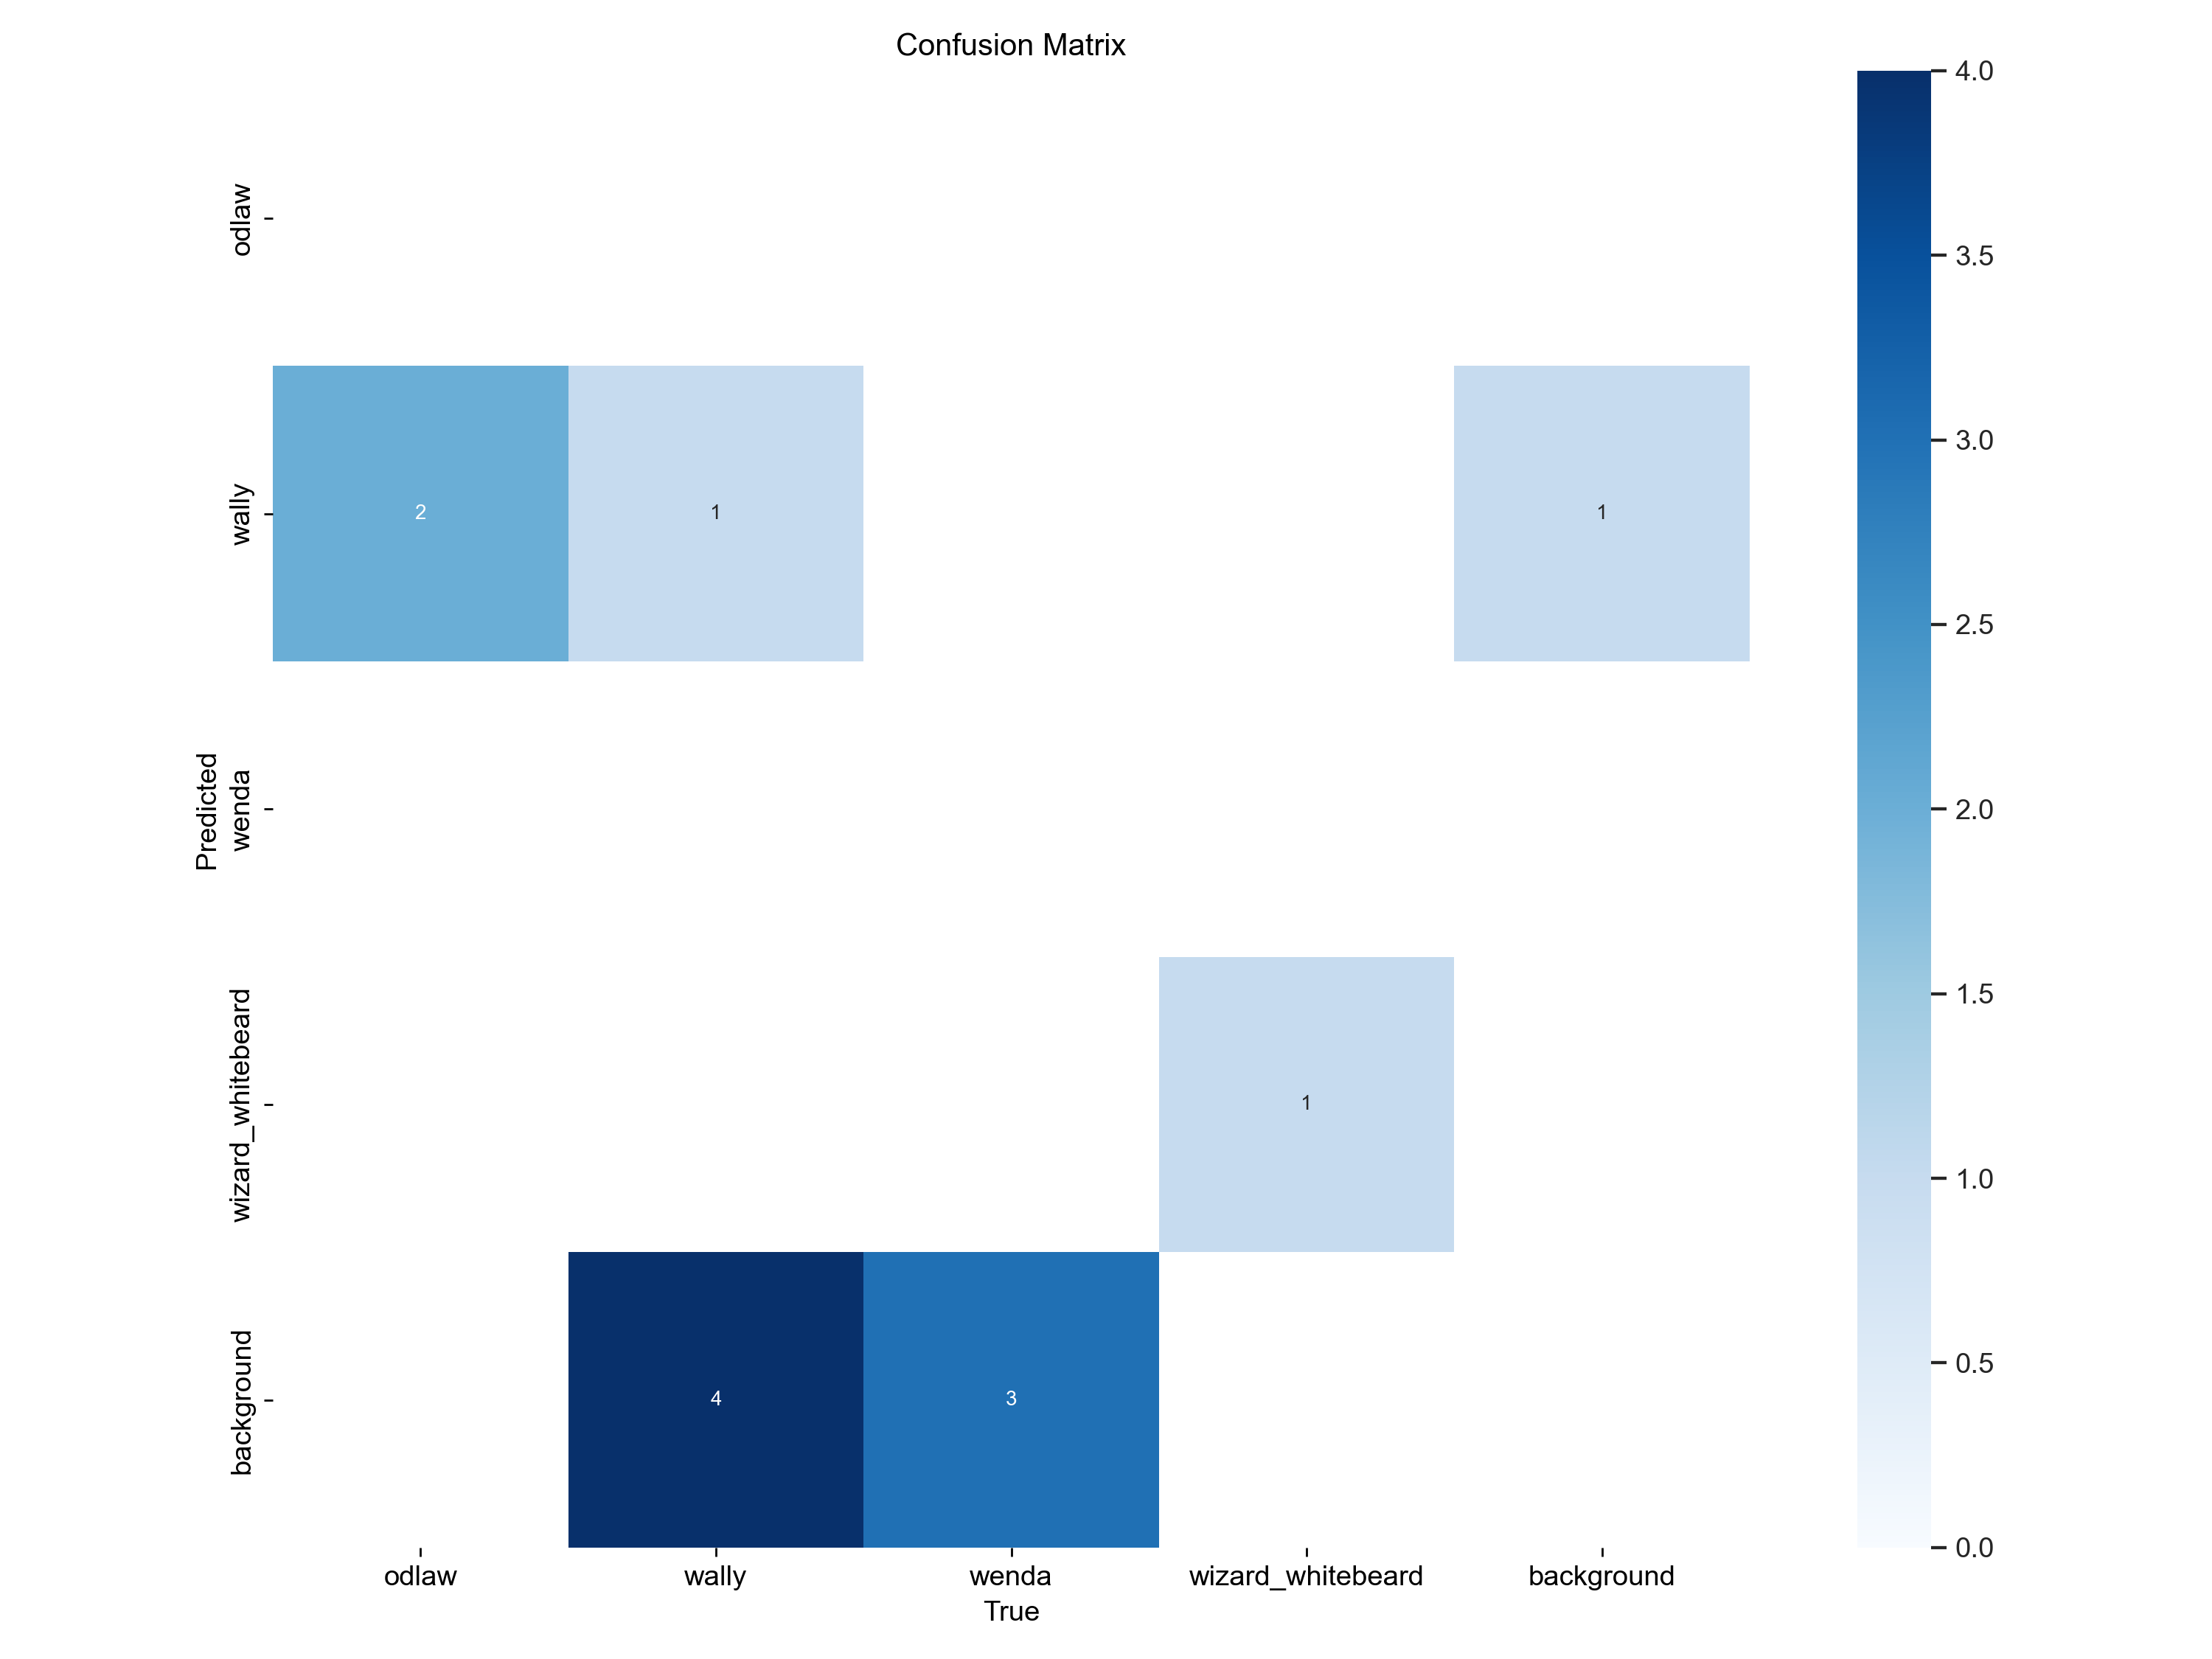 Confusion Matrix
odlaw
wally
wenda
wizard_whitebeard
background
Predicted
2
1
1
1
4
3
odlaw
wally
wenda
wizard_whitebeard
background
True
4.0
3.5
3.0
2.5
2.0
1.5
1.0
0.5
0.0